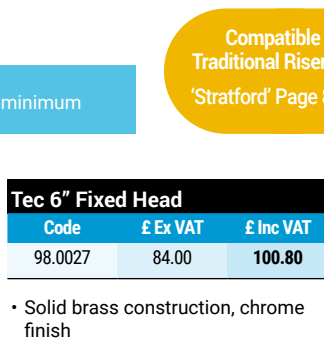 Compatible
Traditional
'Stratford' Page
minimum
Tec 6" Fixed Head
Code £ Ex VAT £ Inc VAT
98.0027 84.00 100.80
• Solid brass construction, chrome
finish